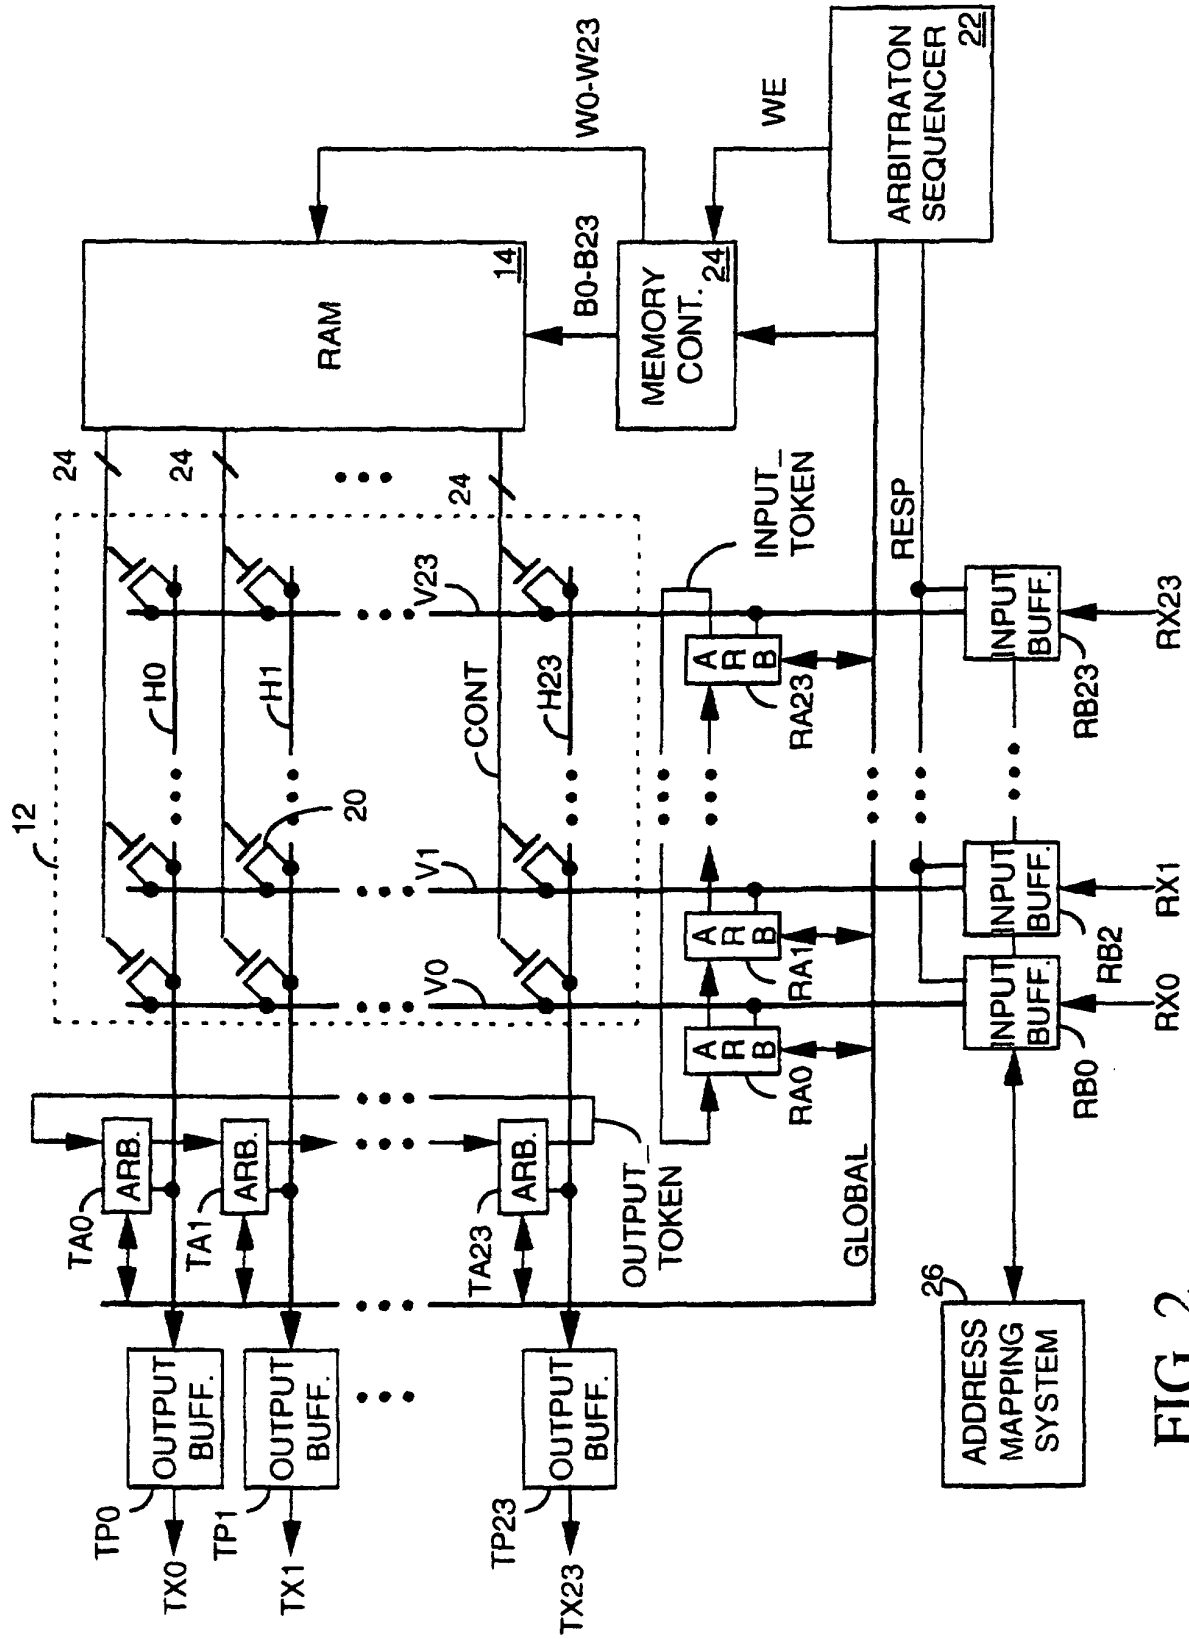 12
24
24
24
H0
H1
20
V23
V1
V0
CONT
H23
RAM
14
W0-W23
B0-B23
MEMORY
CONT.
24
WE
ARBITRATON
SEQUENCER
22
TA0
ARB.
TA1
ARB.
TA23
ARB.
OUTPUT_
TOKEN
INPUT_
TOKEN
ARB
RA0
ARB
RA1
ARB
RA23
GLOBAL
RESP
TP0
OUTPUT
BUFF.
TX0
TP1
OUTPUT
BUFF.
TX1
TP23
OUTPUT
BUFF.
TX23
26
ADDRESS
MAPPING
SYSTEM
INPUT
BUFF.
RB0
RX0
INPUT
BUFF.
RB2
RX1
INPUT
BUFF.
RB23
RX23
FIG. 2